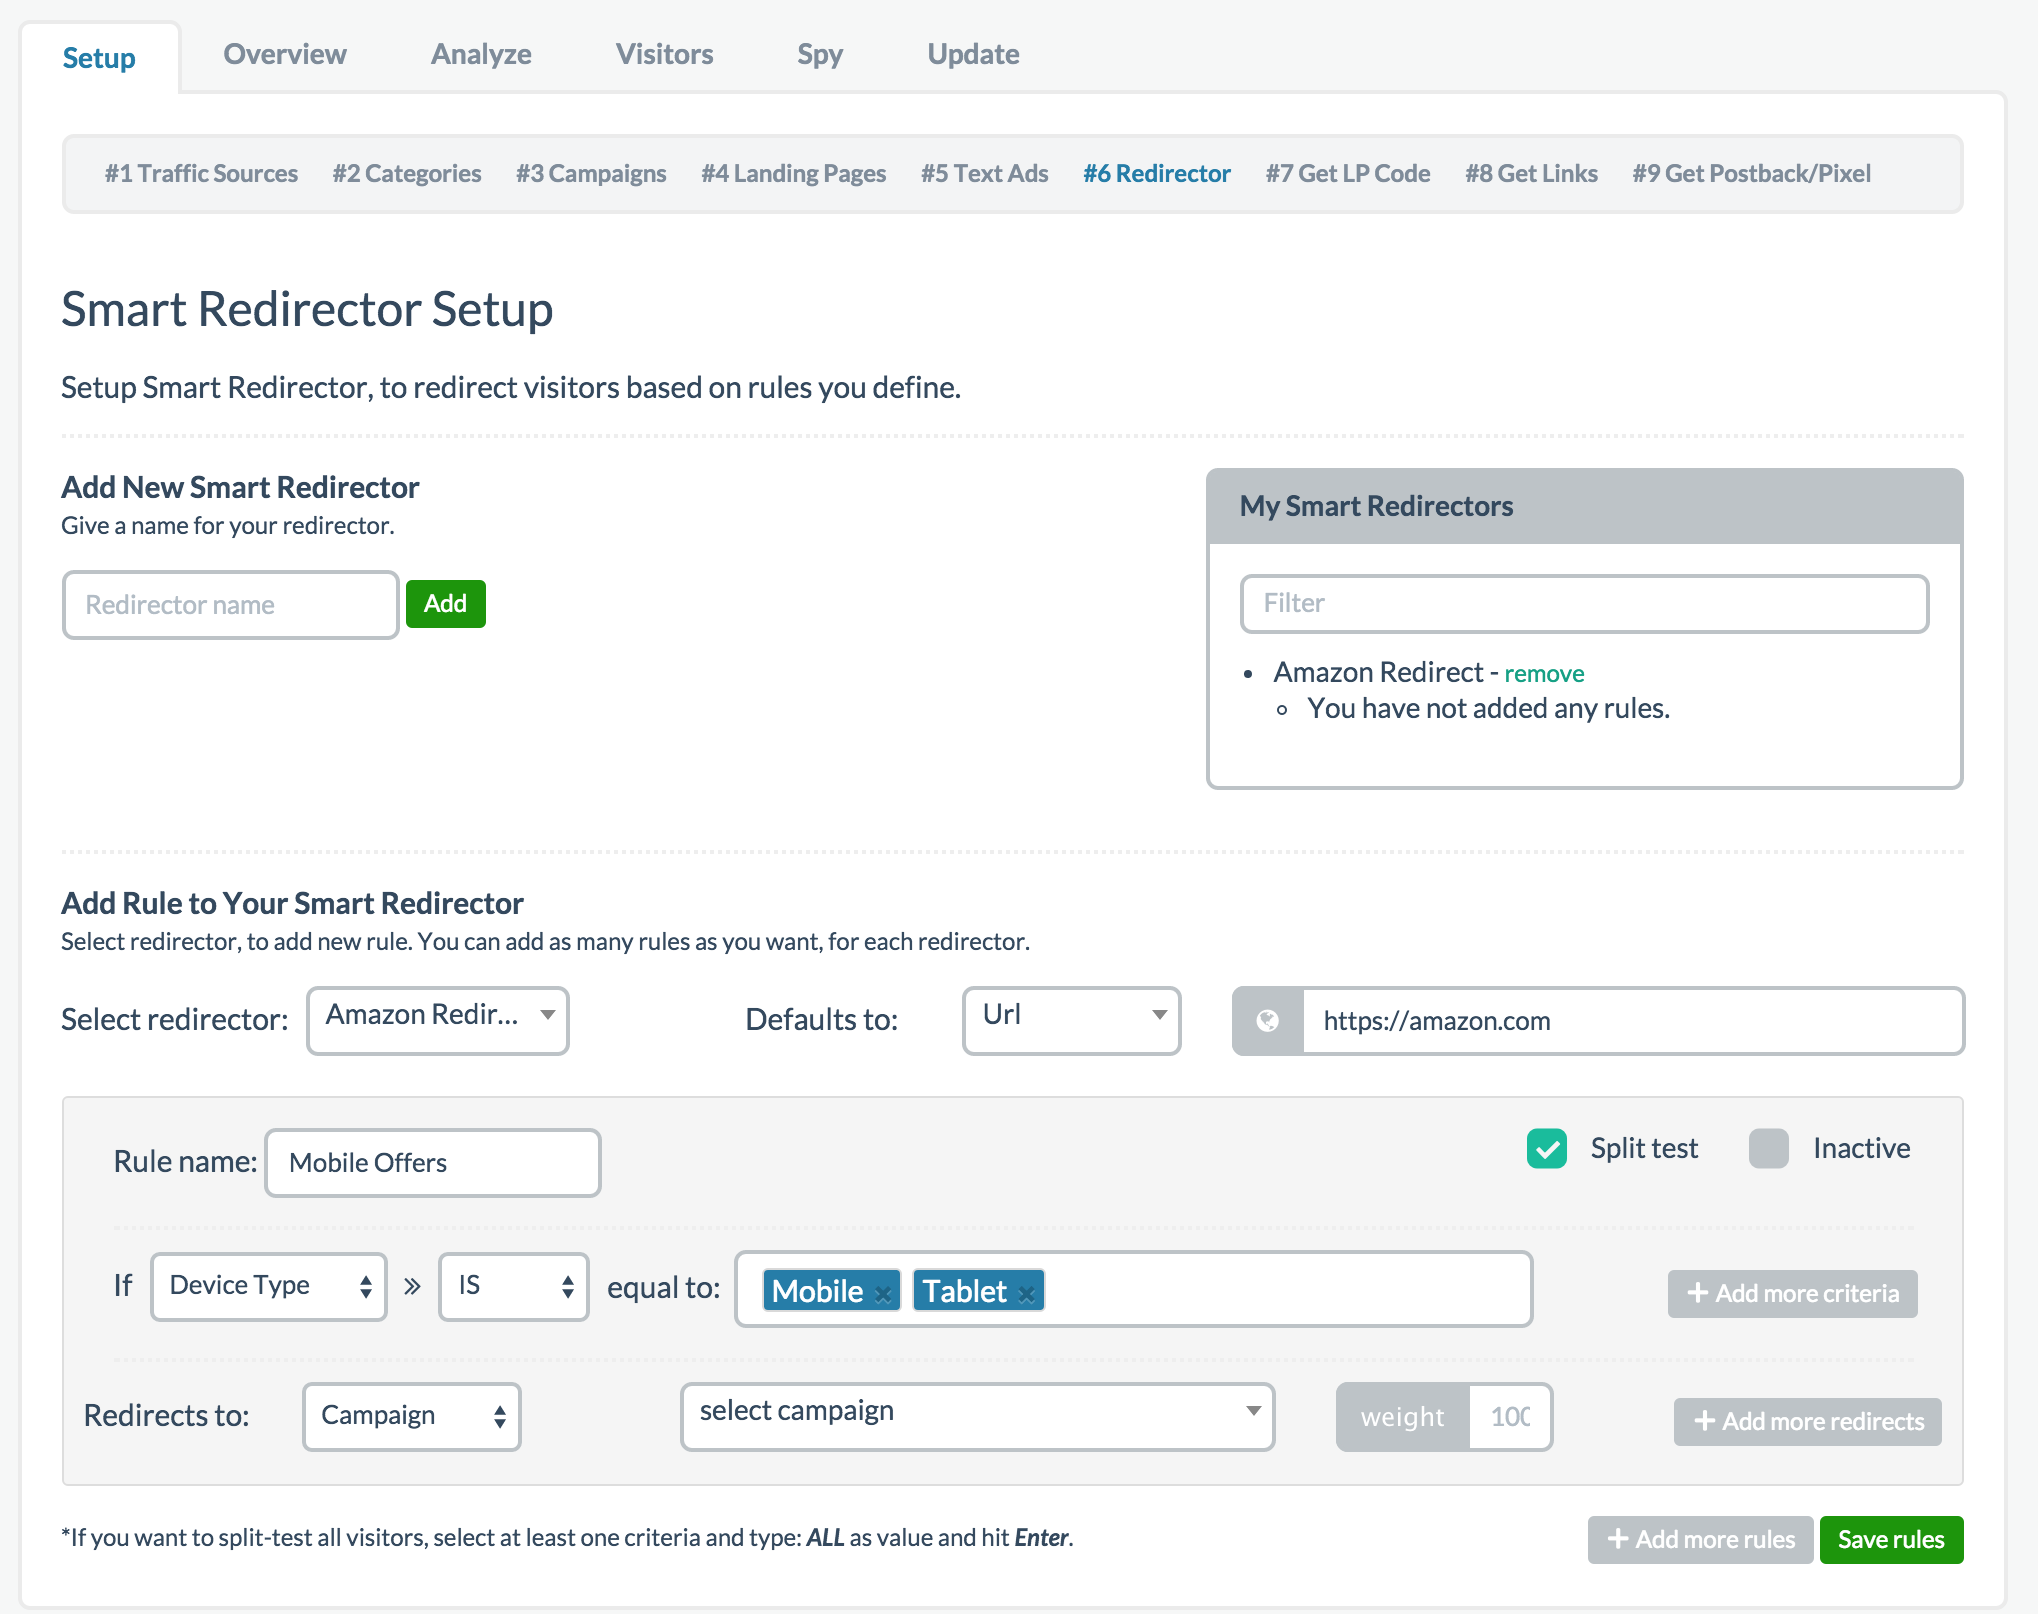 Setup Overview Analyze Visitors Spy Update
#1 Traffic Sources #2 Categories #3 Campaigns #4 Landing Pages #5 Text Ads #6 Redirector #7 Get LP Code #8 Get Links #9 Get Postback/Pixel
Smart Redirector Setup
Setup Smart Redirector, to redirect visitors based on rules you define.
Add New Smart Redirector
Give a name for your redirector.
Redirector name Add
My Smart Redirectors
Filter
Amazon Redirect - remove
You have not added any rules.
Add Rule to Your Smart Redirector
Select redirector, to add new rule. You can add as many rules as you want, for each redirector.
Select redirector: Amazon Redir... Defaults to: Url https://amazon.com
Rule name: Mobile Offers Split test Inactive
If Device Type » IS equal to: Mobile × Tablet × + Add more criteria
Redirects to: Campaign select campaign weight 100 + Add more redirects
*If you want to split-test all visitors, select at least one criteria and type: ALL as value and hit Enter.
+ Add more rules Save rules